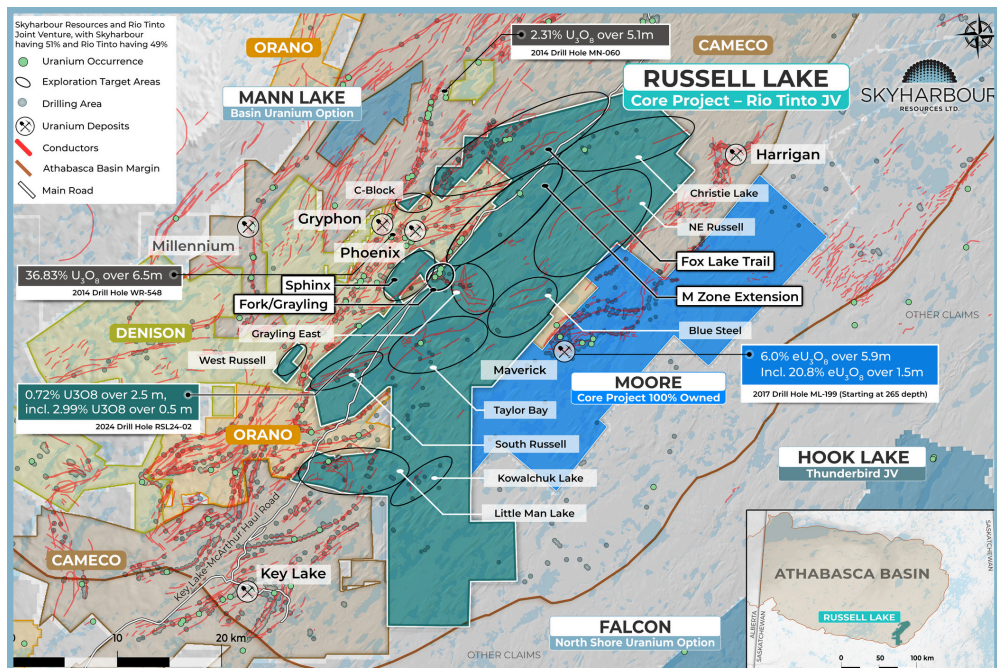 Skyharbour Resources and Rio Tinto
Joint Venture, with Skyharbour
having 51% and Rio Tinto having 49%
Uranium Occurrence
Exploration Target Areas
Drilling Area
Uranium Deposits
Conductors
Athabasca Basin Margin
Main Road
ORANO
MANN LAKE
Basin Uranium Option
2.31% U₃O₈ over 5.1m
2014 Drill Hole MN-060
CAMECO
RUSSELL LAKE
Core Project – Rio Tinto JV
SKYHARBOUR
RESOURCES LTD.
Harrigan
C-Block
Christie Lake
Gryphon
NE Russell
Millennium
Phoenix
Fox Lake Trail
36.83% U₃O₈ over 6.5m
2014 Drill Hole WR-548
Sphinx
Fork/Grayling
M Zone Extension
OTHER CLAIMS
DENISON
Grayling East
Blue Steel
West Russell
Maverick
6.0% eU₃O₈ over 5.9m
Incl. 20.8% eU₃O₈ over 1.5m
2017 Drill Hole ML-199 (Starting at 265 depth)
MOORE
Core Project 100% Owned
0.72% U3O8 over 2.5 m,
incl. 2.99% U3O8 over 0.5 m
2024 Drill Hole RSL24-02
Taylor Bay
ORANO
South Russell
HOOK LAKE
Thunderbird JV
Kowalchuk Lake
Little Man Lake
Key Lake-McArthur Haul Road
CAMECO
Key Lake
SASKATCHEWAN
ATHABASCA BASIN
RUSSELL LAKE
ALBERTA
SASKATCHEWAN
0 50 100 km
FALCON
North Shore Uranium Option
OTHER CLAIMS
0 10 20 km